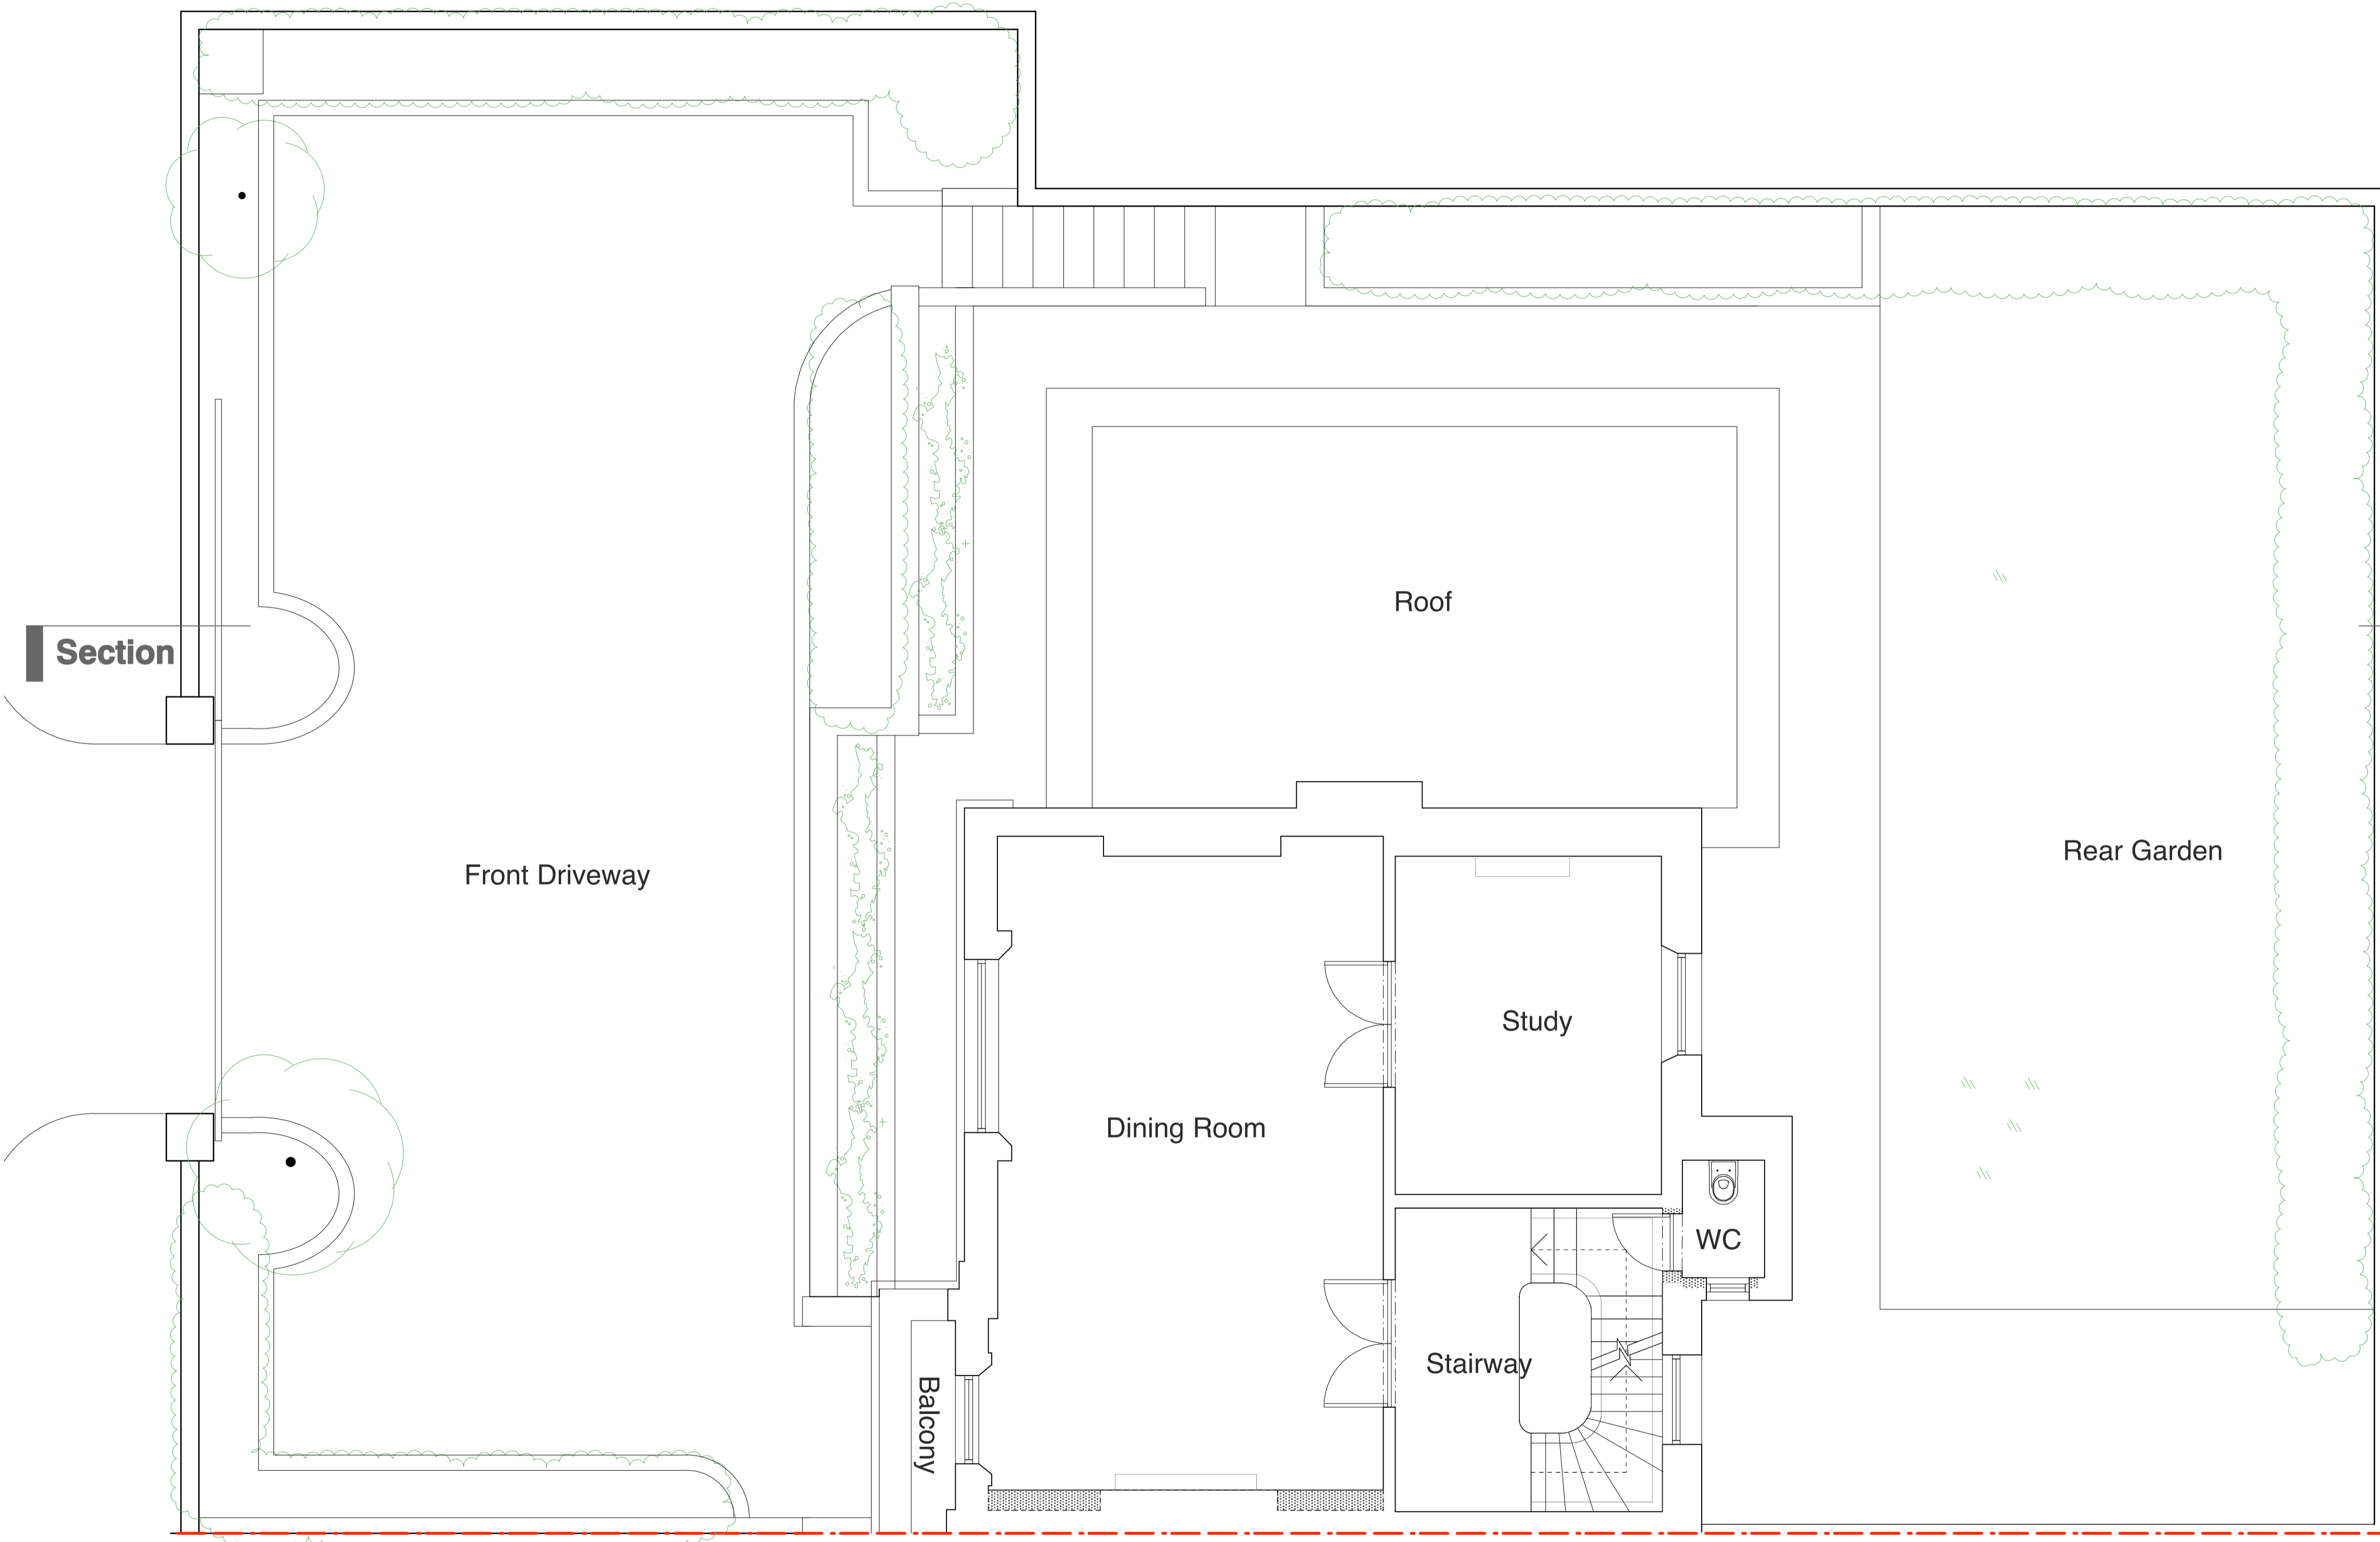 Roof
Section
Rear Garden
Front Driveway
Study
Dining Room
WC
Stairway
Balcony